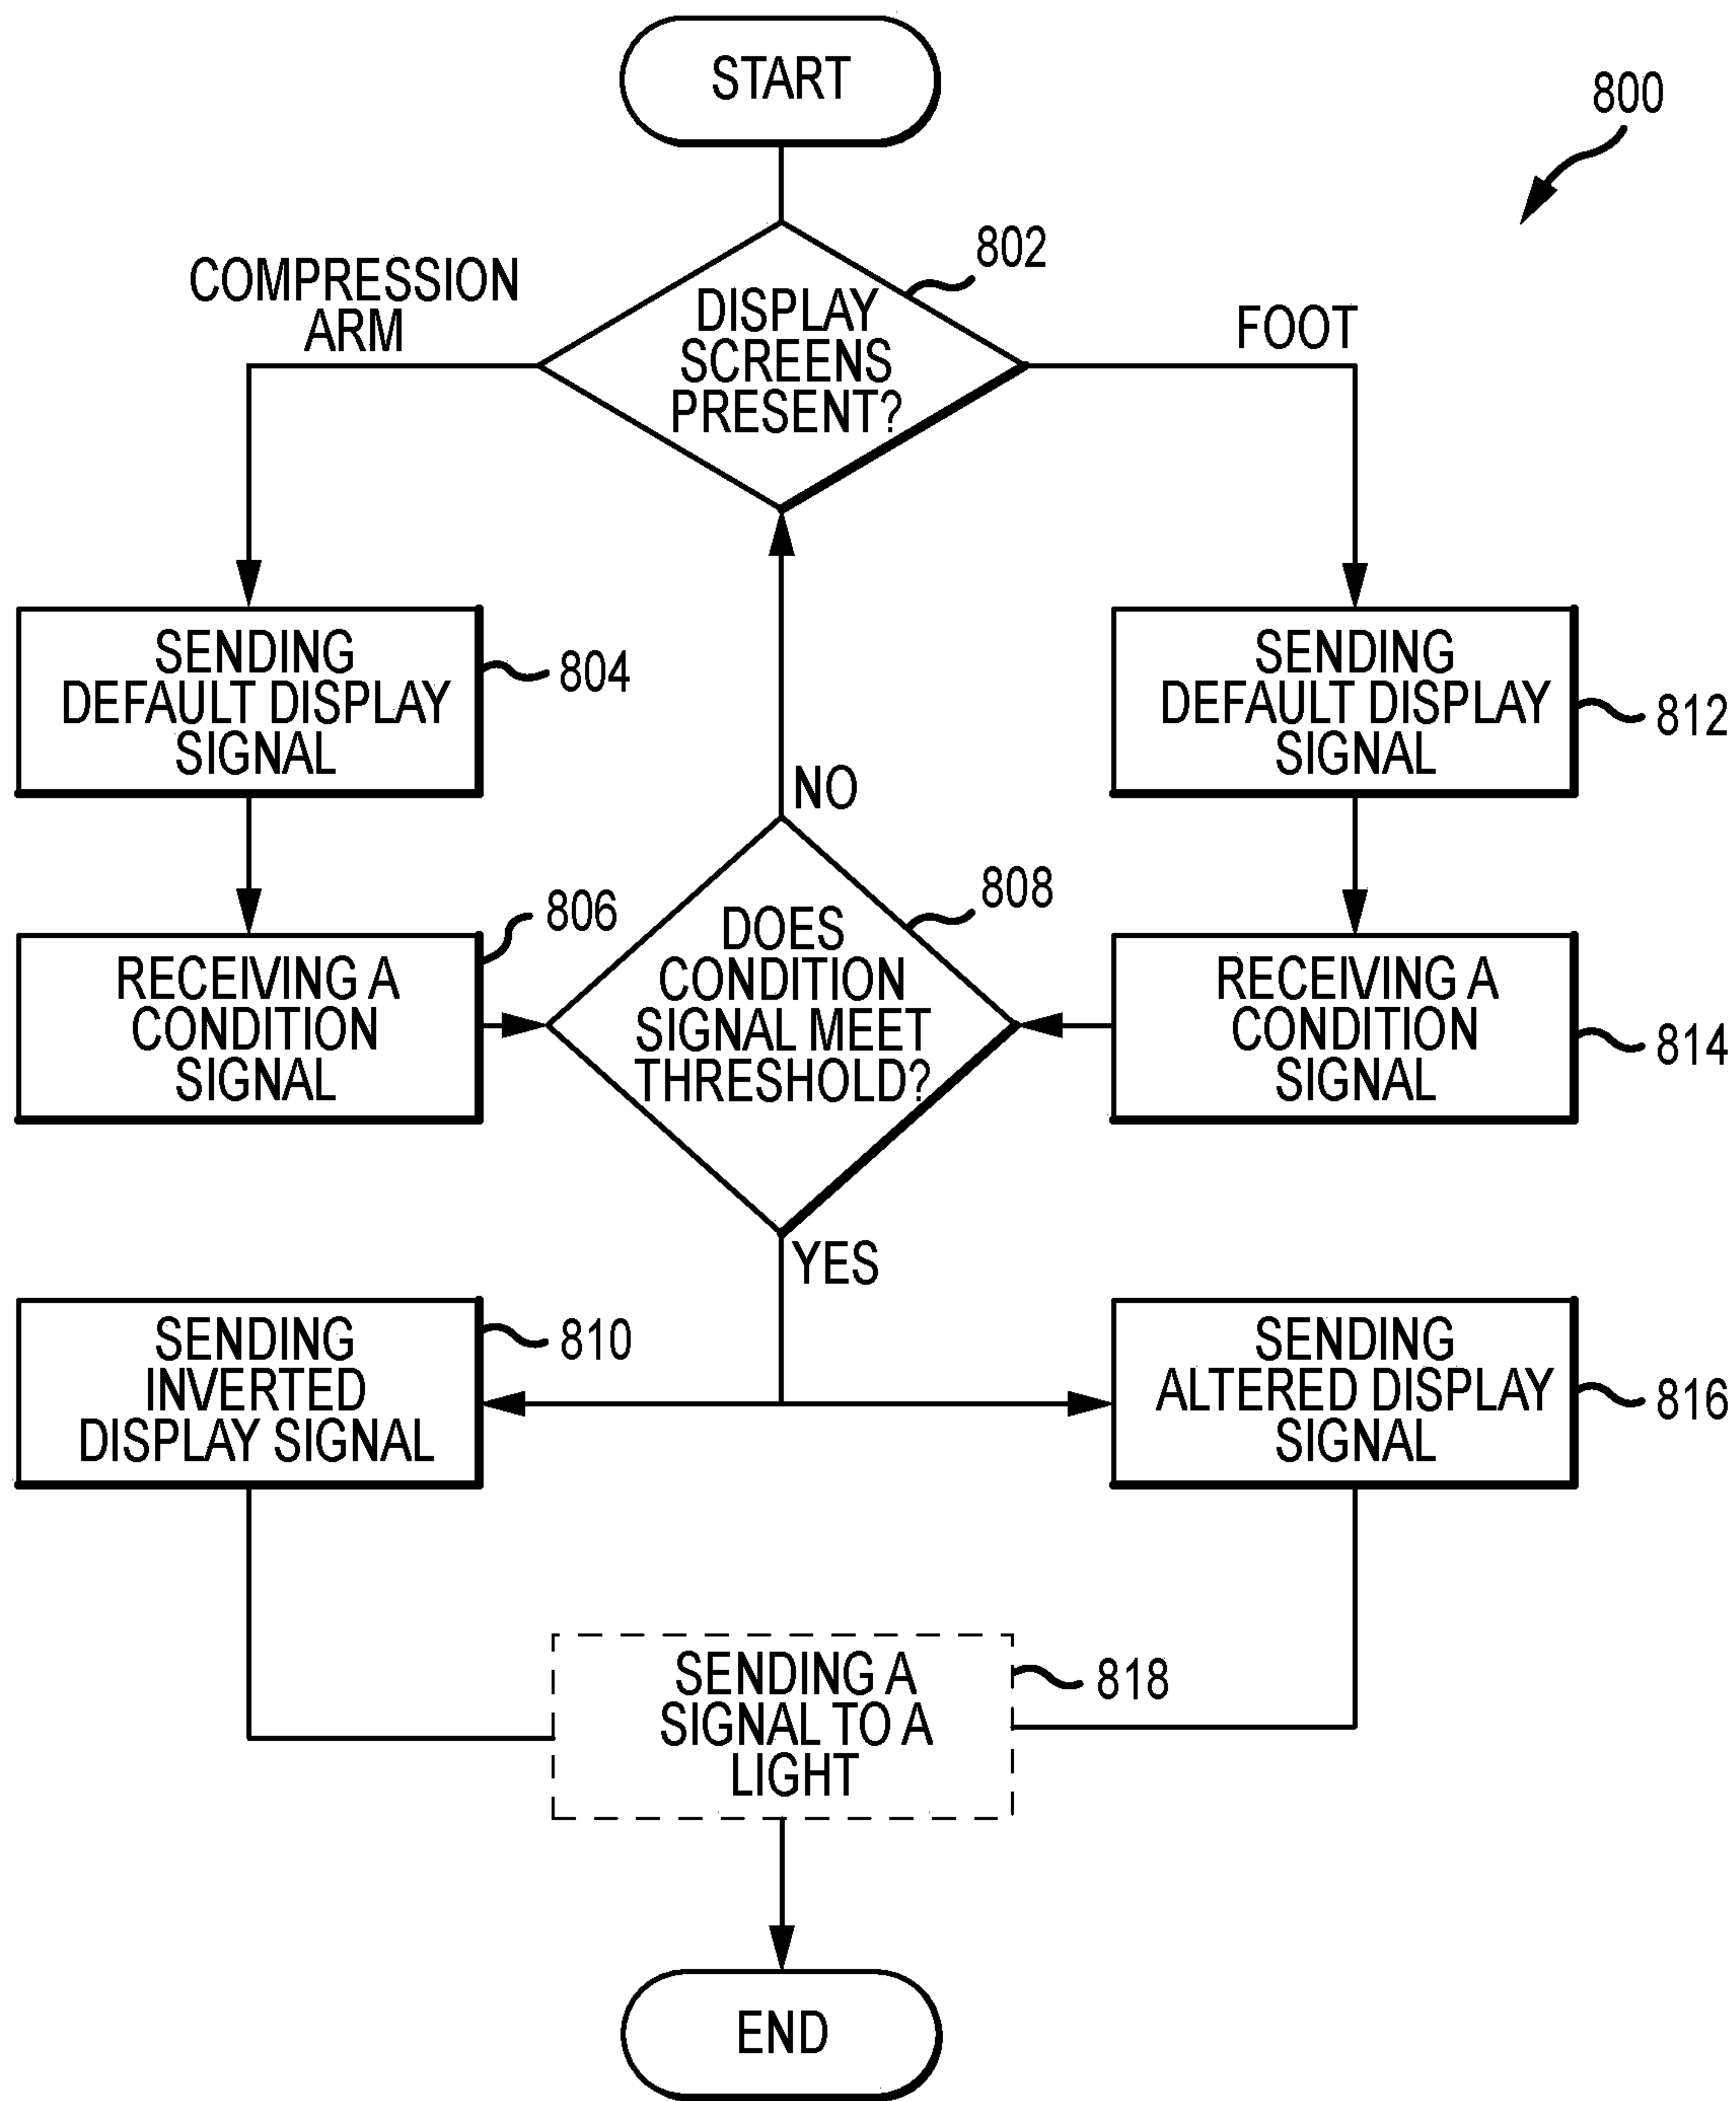 START
800
802
COMPRESSION
ARM
DISPLAY
SCREENS
PRESENT?
FOOT
SENDING
DEFAULT DISPLAY
SIGNAL
804
SENDING
DEFAULT DISPLAY
SIGNAL
812
NO
806
RECEIVING A
CONDITION
SIGNAL
808
DOES
CONDITION
SIGNAL MEET
THRESHOLD?
RECEIVING A
CONDITION
SIGNAL
814
YES
SENDING
INVERTED
DISPLAY SIGNAL
810
SENDING
ALTERED DISPLAY
SIGNAL
816
SENDING A
SIGNAL TO A
LIGHT
818
END